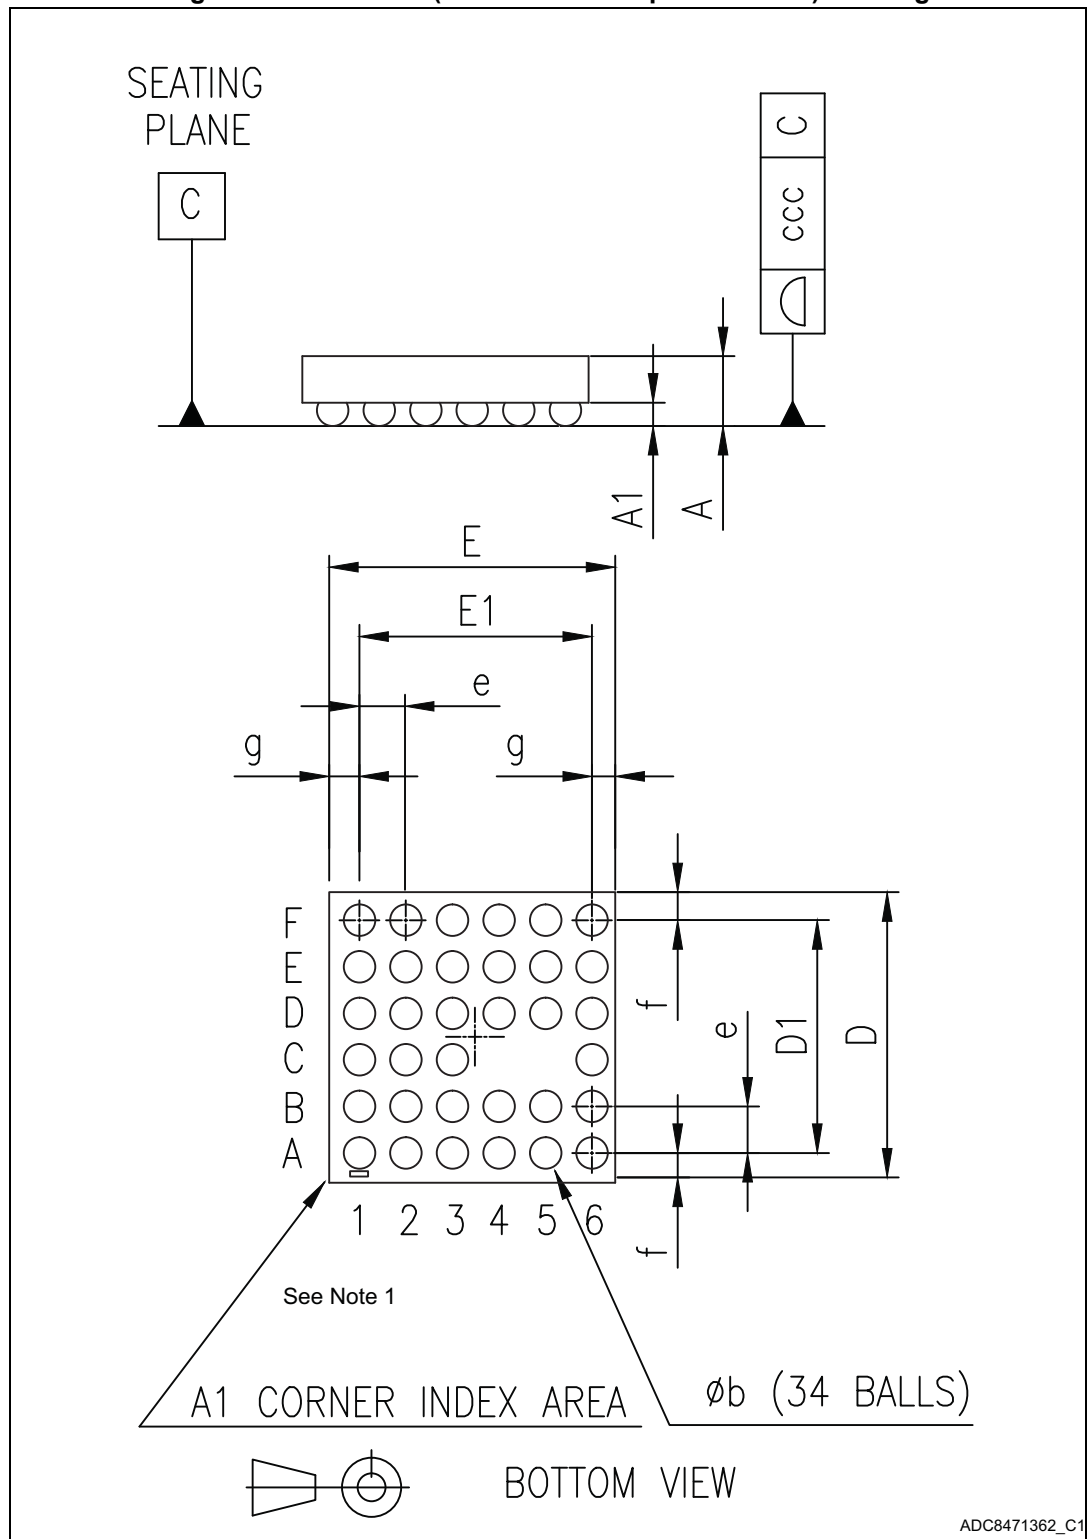 SEATING
PLANE
C
C
ccc
A1
A
E
E1
e
g
g
F
E
D
C
B
A
f
e
D1
D
1 2 3 4 5 6
f
See Note 1
A1 CORNER INDEX AREA
øb (34 BALLS)
BOTTOM VIEW
ADC8471362_C1